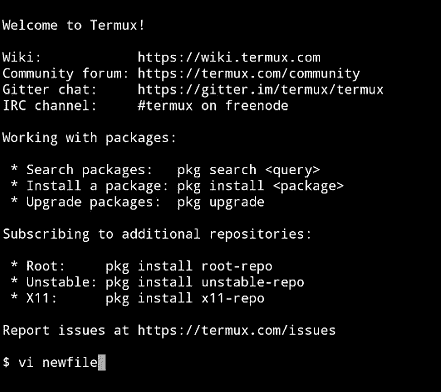 Welcome to Termux!
Wiki: https://wiki.termux.com
Community forum: https://termux.com/community
Gitter chat: https://gitter.im/termux/termux
IRC channel: #termux on freenode
Working with packages:
* Search packages: pkg search <query>
* Install a package: pkg install <package>
* Upgrade packages: pkg upgrade
Subscribing to additional repositories:
* Root: pkg install root-repo
* Unstable: pkg install unstable-repo
* X11: pkg install x11-repo
Report issues at https://termux.com/issues
$ vi newfile